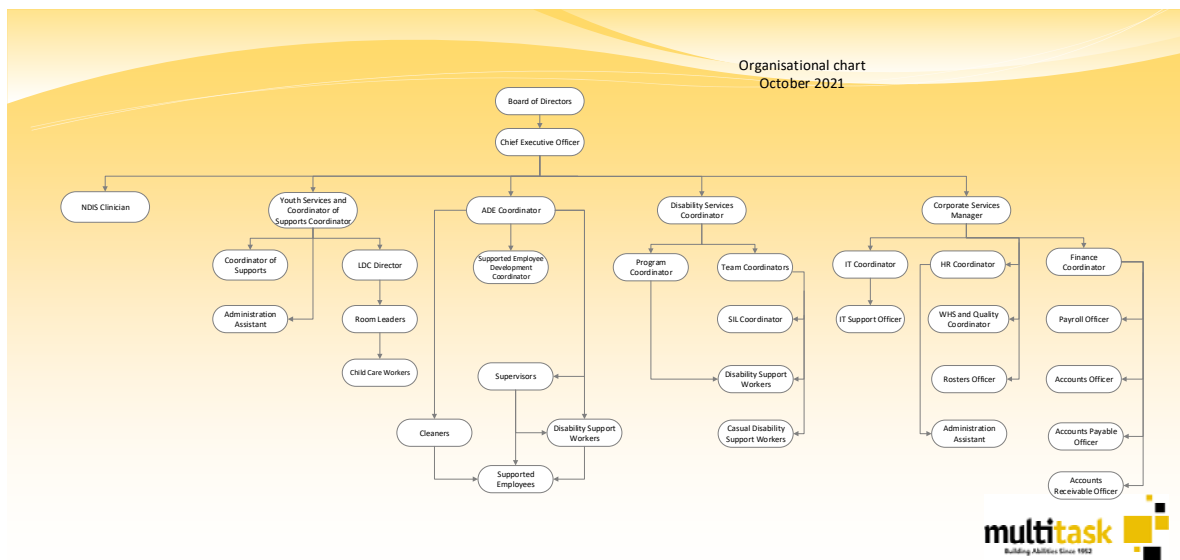 Organisational chart
October 2021
Board of Directors
Chief Executive Officer
NDIS Clinician
Youth Services and
Coordinator of
Supports Coordinator
ADE Coordinator
Disability Services
Coordinator
Corporate Services
Manager
Coordinator of
Supports
LDC Director
Supported Employee
Development
Coordinator
Program
Coordinator
Team Coordinators
IT Coordinator
HR Coordinator
Finance
Coordinator
Administration
Assistant
Room Leaders
SIL Coordinator
IT Support Officer
WHS and Quality
Coordinator
Payroll Officer
Child Care Workers
Supervisors
Disability Support
Workers
Rosters Officer
Accounts Officer
Cleaners
Disability Support
Workers
Casual Disability
Support Workers
Administration
Assistant
Accounts Payable
Officer
Supported
Employees
Accounts
Receivable Officer
multitask
Building Abilities Since 1952